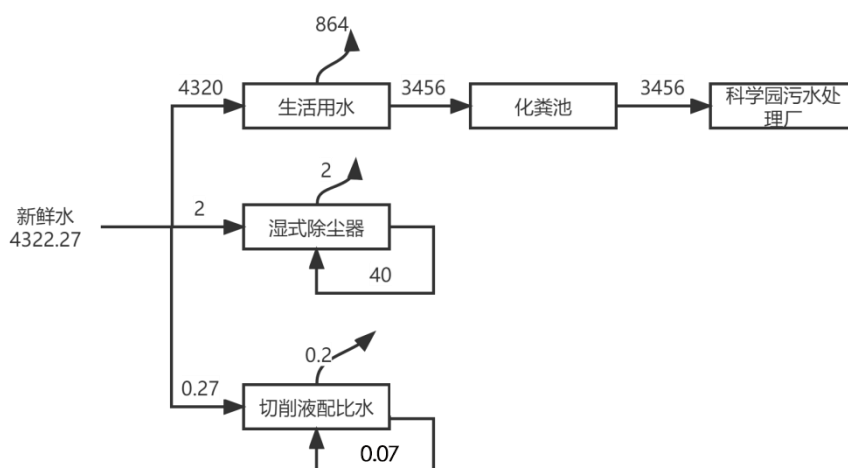 864
4320
生活用水
3456
化粪池
3456
科学园污水处
理厂
新鲜水
4322.27
2
2
湿式除尘器
40
0.2
0.27
切削液配比水
0.07